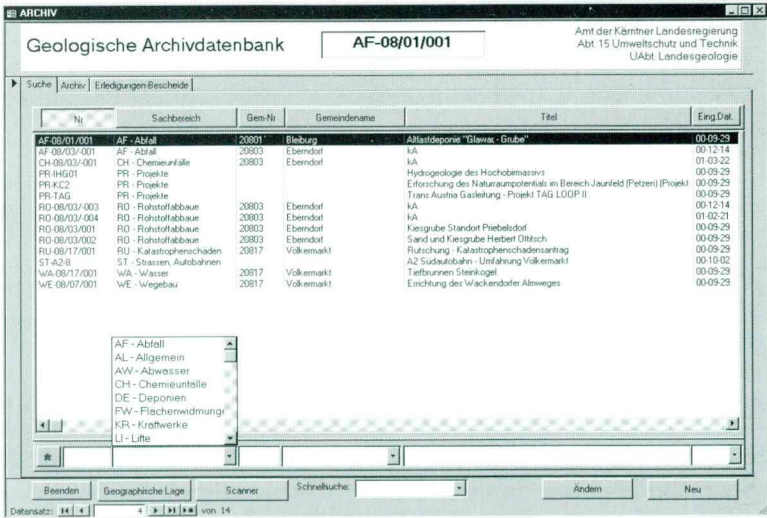 ARCHIV
Geologische Archivdatenbank
AF-08/01/001
Amt der Kärntner Landesregierung
Abt. 15 Umweltschutz und Technik
UAbt. Landesgeologie
Suche Archiv Erledigungen-Bescheide
Nr Sachbereich Gem-Nr Gemeindename Titel Eing.Dat.
AF-08/01/001 AF - Abfall 20801 Bleiburg Altlastdeponie "Glawar - Grube" 00-09-29
AF-08/03/-001 AF - Abfall 20803 Eberndorf kA 00-12-14
CH-08/03/-001 CH - Chemieunfälle 20803 Eberndorf kA 01-03-22
PR-IHG01 PR - Projekte Hydrogeologie des Hochobirmassivs 00-09-29
PR-KC2 PR - Projekte Erforschung des Naturraumpotentials im Bereich Jaunfeld (Petzen) (Projekt 00-09-29
PR-TAG PR - Projekte Trans Austria Gasleitung - Projekt TAG LOOP II 00-09-29
RO-08/03/-003 RO - Rohstoffabbaue 20803 Eberndorf kA 00-12-14
RO-08/03/-004 RO - Rohstoffabbaue 20803 Eberndorf kA 01-02-21
RO-08/03/001 RO - Rohstoffabbaue 20803 Eberndorf Kiesgrube Standort Priebelsdorf 00-09-29
RO-08/03/002 RO - Rohstoffabbaue 20803 Eberndorf Sand und Kiesgrube Herbert Ottitsch 00-09-29
RU-08/17/001 RU - Katastrophenschäden 20817 Völkermarkt Rutschung - Katastrophenschadensantrag 00-09-29
ST-A2-8 ST - Strassen, Autobahnen A2 Südautobahn - Umfahrung Völkermarkt 00-10-02
WA-08/17/001 WA - Wasser 20817 Völkermarkt Tiefbrunnen Steinkogel 00-09-29
WE-08/07/001 WE - Wegebau 20817 Völkermarkt Errichtung des Wackendorfer Almweges 00-09-29
AF - Abfall
AL - Allgemein
AW - Abwasser
CH - Chemieunfälle
DE - Deponien
FW - Flächenwidmung
KR - Kraftwerke
LI - Lifte
Beenden Geographische Lage Scanner Schnellsuche: Ändern Neu
Datensatz: 4 von 14